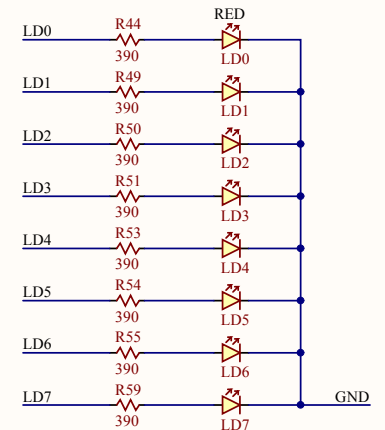 RED
LD0 R44 390 LD0
LD1 R49 390 LD1
LD2 R50 390 LD2
LD3 R51 390 LD3
LD4 R53 390 LD4
LD5 R54 390 LD5
LD6 R55 390 LD6
LD7 R59 390 LD7 GND